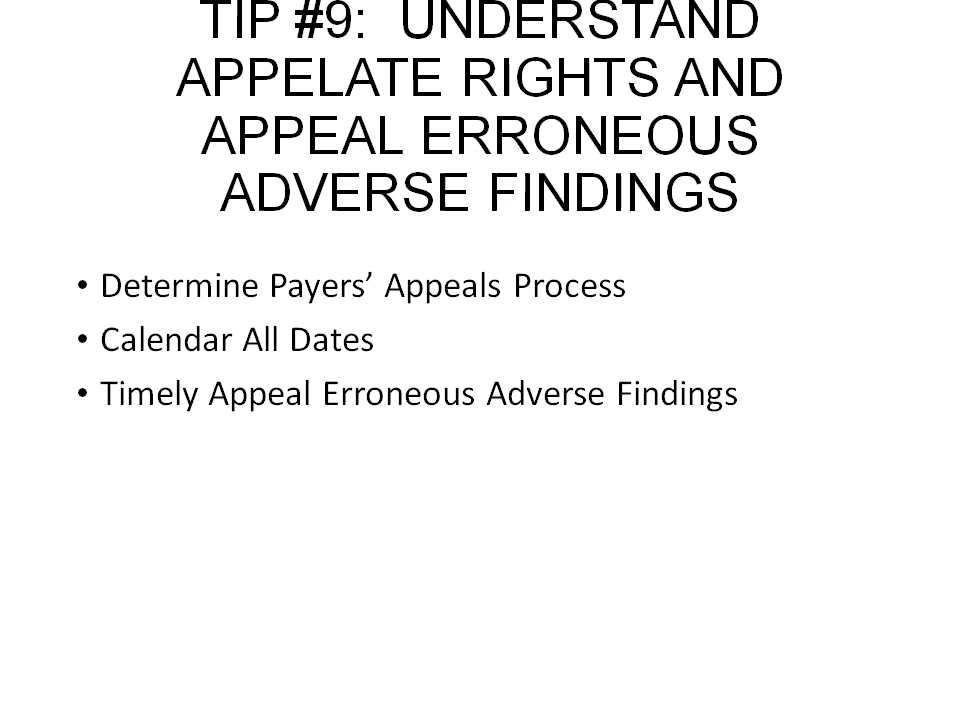 TIP #9:  UNDERSTAND
APPELATE RIGHTS AND
APPEAL ERRONEOUS
ADVERSE FINDINGS
• Determine Payers’ Appeals Process
• Calendar All Dates
• Timely Appeal Erroneous Adverse Findings